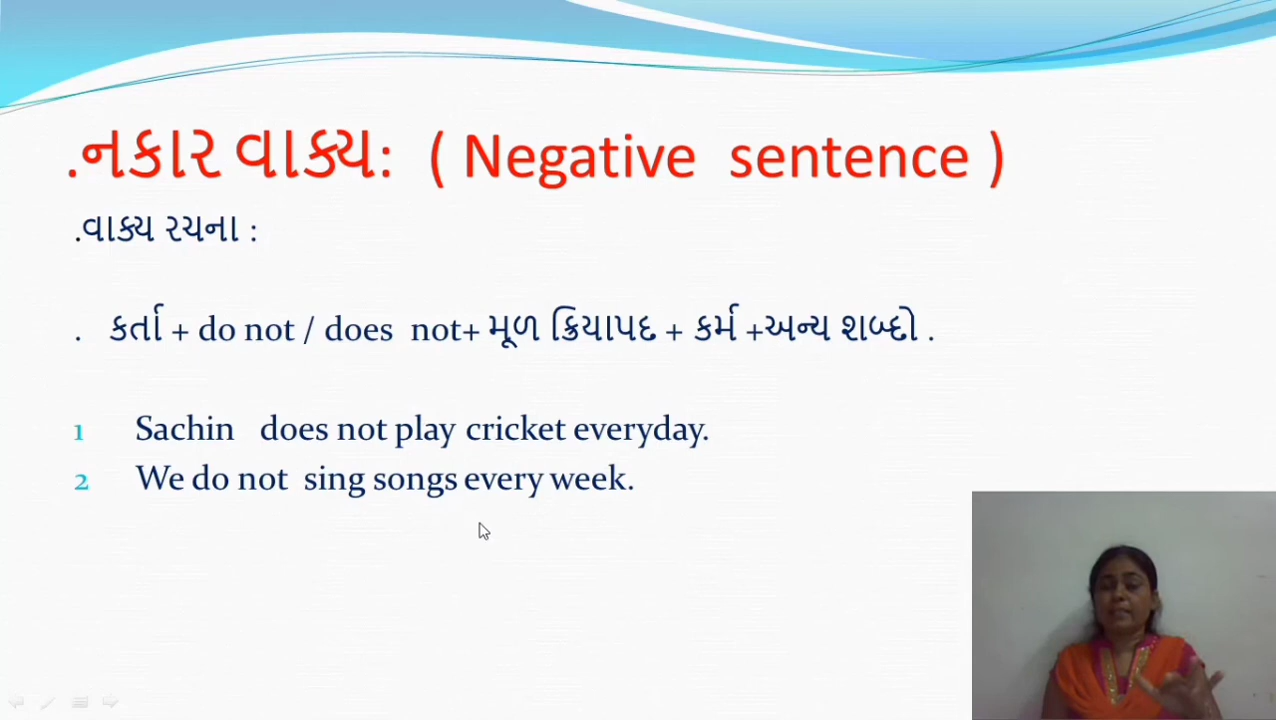 .નકાર વાક્ય: ( Negative sentence )
.વાક્ય રચના :
. કર્તા + do not / does not+ મૂળ ક્રિયાપદ + કર્મ +અન્ય શબ્દો .
1 Sachin does not play cricket everyday.
2 We do not sing songs every week.